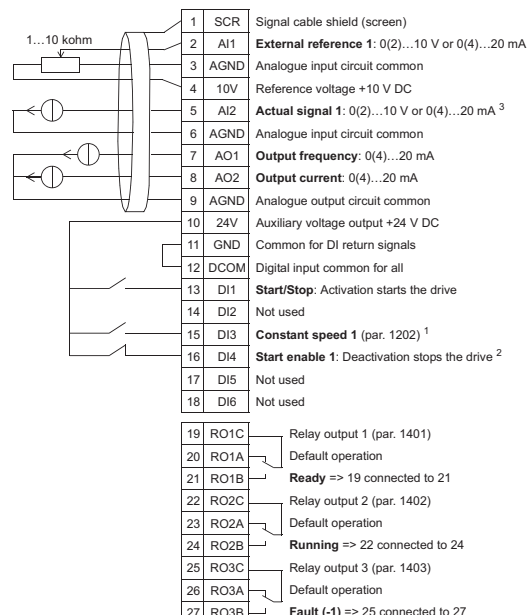 1…10 kohm
1 SCR Signal cable shield (screen)
2 AI1 External reference 1: 0(2)…10 V or 0(4)…20 mA
3 AGND Analogue input circuit common
4 10V Reference voltage +10 V DC
5 AI2 Actual signal 1: 0(2)…10 V or 0(4)…20 mA 3
6 AGND Analogue input circuit common
7 AO1 Output frequency: 0(4)…20 mA
8 AO2 Output current: 0(4)…20 mA
9 AGND Analogue output circuit common
10 24V Auxiliary voltage output +24 V DC
11 GND Common for DI return signals
12 DCOM Digital input common for all
13 DI1 Start/Stop: Activation starts the drive
14 DI2 Not used
15 DI3 Constant speed 1 (par. 1202) 1
16 DI4 Start enable 1: Deactivation stops the drive 2
17 DI5 Not used
18 DI6 Not used
19 RO1C Relay output 1 (par. 1401)
20 RO1A Default operation
21 RO1B Ready => 19 connected to 21
22 RO2C Relay output 2 (par. 1402)
23 RO2A Default operation
24 RO2B Running => 22 connected to 24
25 RO3C Relay output 3 (par. 1403)
26 RO3A Default operation
27 RO3B Fault (-1) => 25 connected to 27